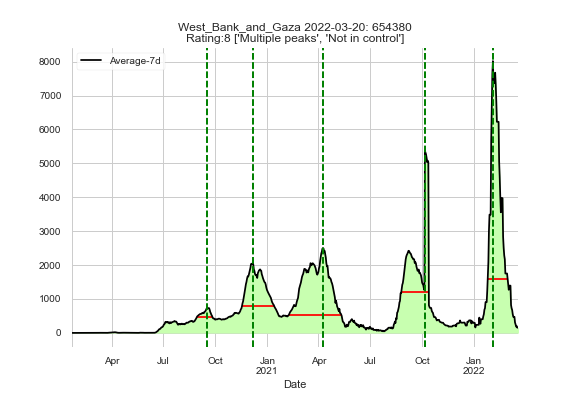 West_Bank_and_Gaza 2022-03-20: 654380
Rating:8 ['Multiple peaks', 'Not in control']
Average-7d
8000
7000
6000
5000
4000
3000
2000
1000
0
Apr Jul Oct Jan Apr Jul Oct Jan
2021 2022
Date